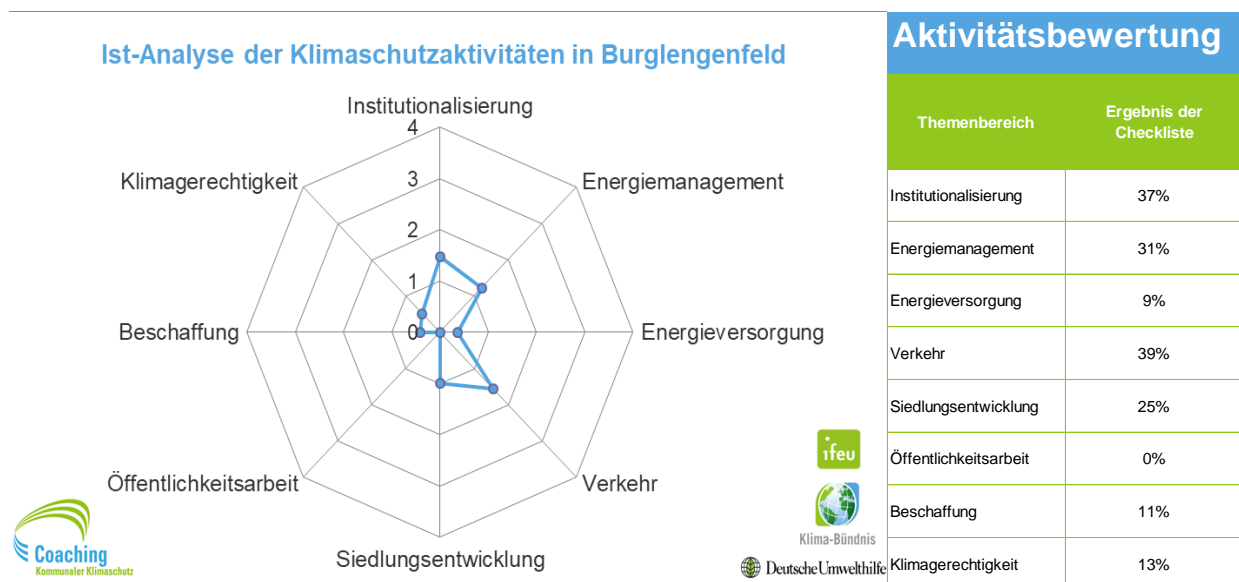 Ist-Analyse der Klimaschutzaktivitäten in Burglengenfeld
Institutionalisierung
4
Klimagerechtigkeit
Energiemanagement
3
2
1
Beschaffung
0
Energieversorgung
Öffentlichkeitsarbeit
Verkehr
Siedlungsentwicklung
Coaching
Kommunaler Klimaschutz
ifeu
Klima-Bündnis
Deutsche Umwelthilfe
Aktivitätsbewertung
Themenbereich Ergebnis der
Checkliste
Institutionalisierung 37%
Energiemanagement 31%
Energieversorgung 9%
Verkehr 39%
Siedlungsentwicklung 25%
Öffentlichkeitsarbeit 0%
Beschaffung 11%
Klimagerechtigkeit 13%